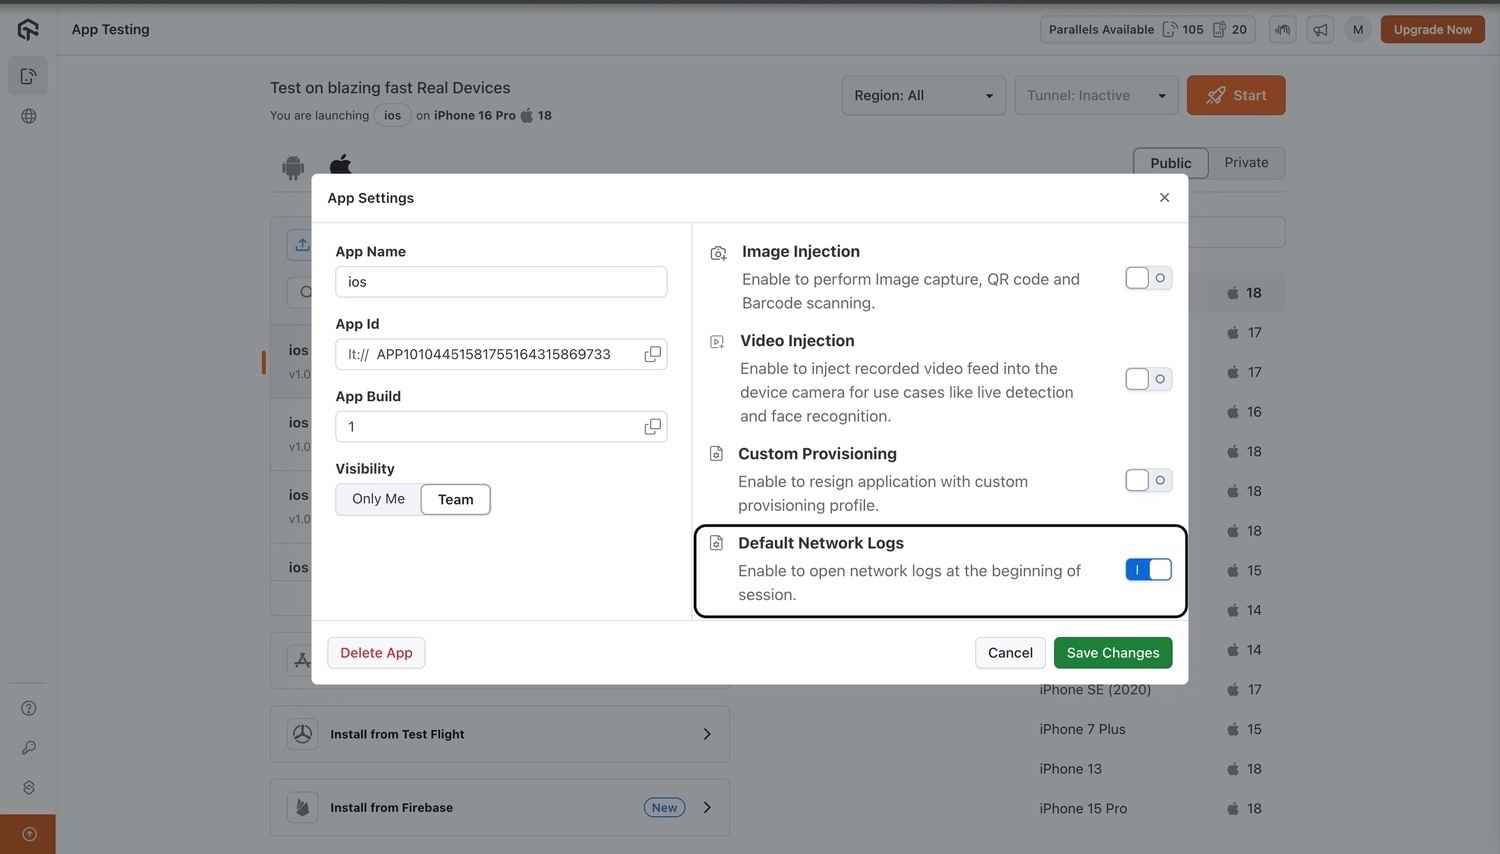 App Testing
Parallels Available 105 20
M
Upgrade Now
Test on blazing fast Real Devices
You are launching ios on iPhone 16 Pro 18
Region: All
Tunnel: Inactive
Start
Public
Private
App Settings
App Name
ios
App Id
lt:// APP10104451581755164315869733
App Build
1
Visibility
Only Me
Team
Image Injection
Enable to perform Image capture, QR code and
Barcode scanning.
Video Injection
Enable to inject recorded video feed into the
device camera for use cases like live detection
and face recognition.
Custom Provisioning
Enable to resign application with custom
provisioning profile.
Default Network Logs
Enable to open network logs at the beginning of
session.
Delete App
Cancel
Save Changes
ios
v1.0
ios
v1.0
ios
v1.0
ios
18
17
17
16
18
18
18
15
14
14
iPhone SE (2020) 17
iPhone 7 Plus 15
iPhone 13 18
iPhone 15 Pro 18
Install from Test Flight
Install from Firebase
New